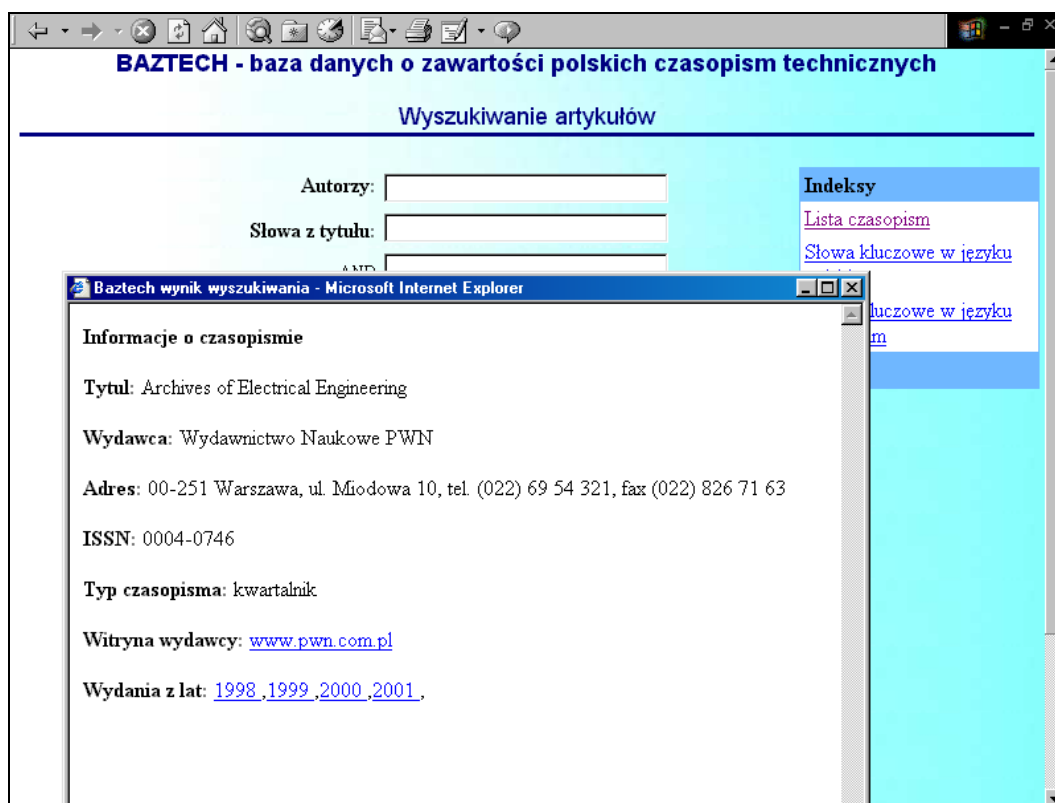 BAZTECH - baza danych o zawartości polskich czasopism technicznych
Wyszukiwanie artykułów
Autorzy:
Słowa z tytułu:
AND
Indeksy
Lista czasopism
Słowa kluczowe w języku
luczowe w języku
m
Baztech wynik wyszukiwania - Microsoft Internet Explorer
Informacje o czasopismie
Tytul: Archives of Electrical Engineering
Wydawca: Wydawnictwo Naukowe PWN
Adres: 00-251 Warszawa, ul. Miodowa 10, tel. (022) 69 54 321, fax (022) 826 71 63
ISSN: 0004-0746
Typ czasopisma: kwartalnik
Witryna wydawcy: www.pwn.com.pl
Wydania z lat: 1998 ,1999 ,2000 ,2001 ,